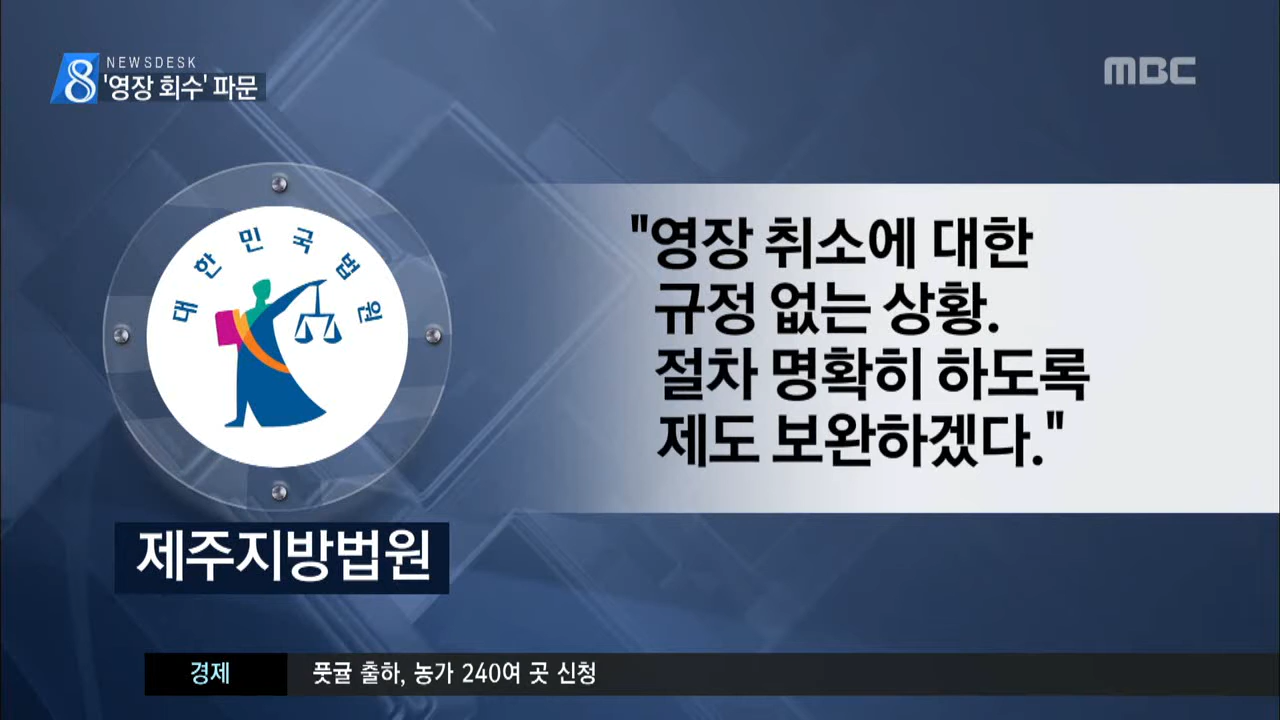 NEWSDESK
8 '영장 회수' 파문
MBC
대한민국법원
"영장 취소에 대한
규정 없는 상황.
절차 명확히 하도록
제도 보완하겠다."
제주지방법원
경제 풋귤 출하, 농가 240여 곳 신청